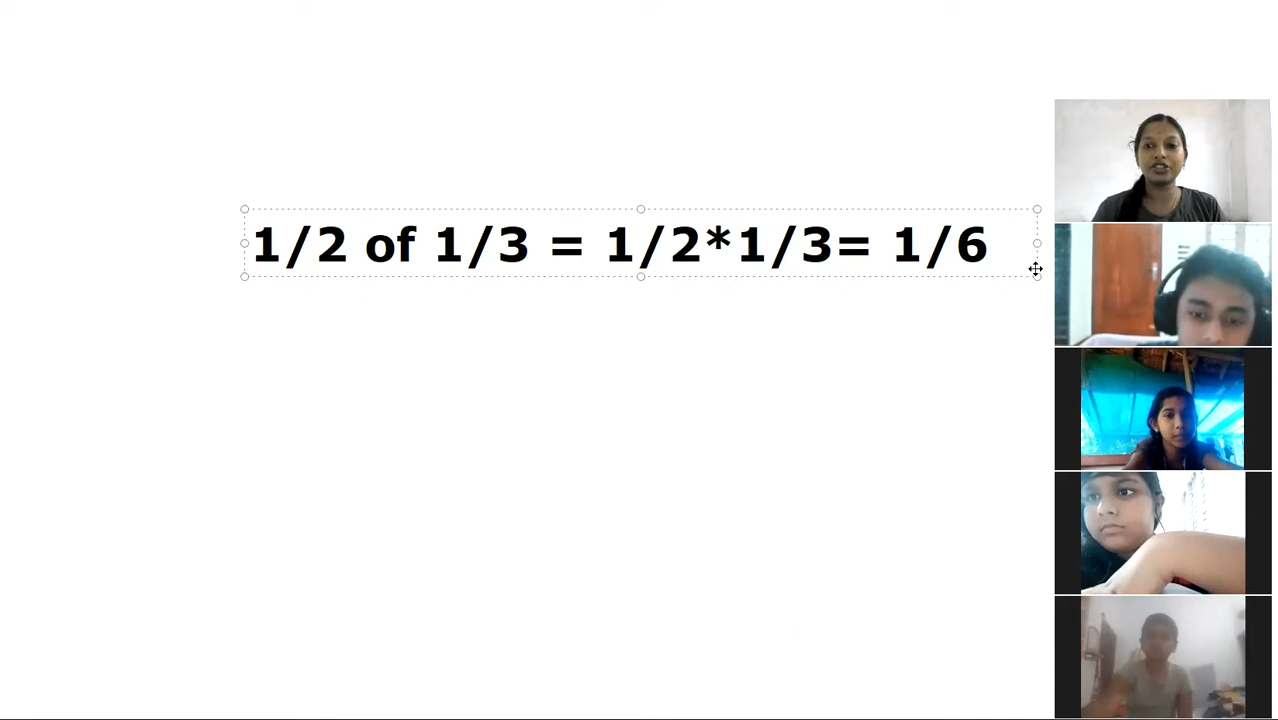 1/2 of 1/3 = 1/2*1/3= 1/6